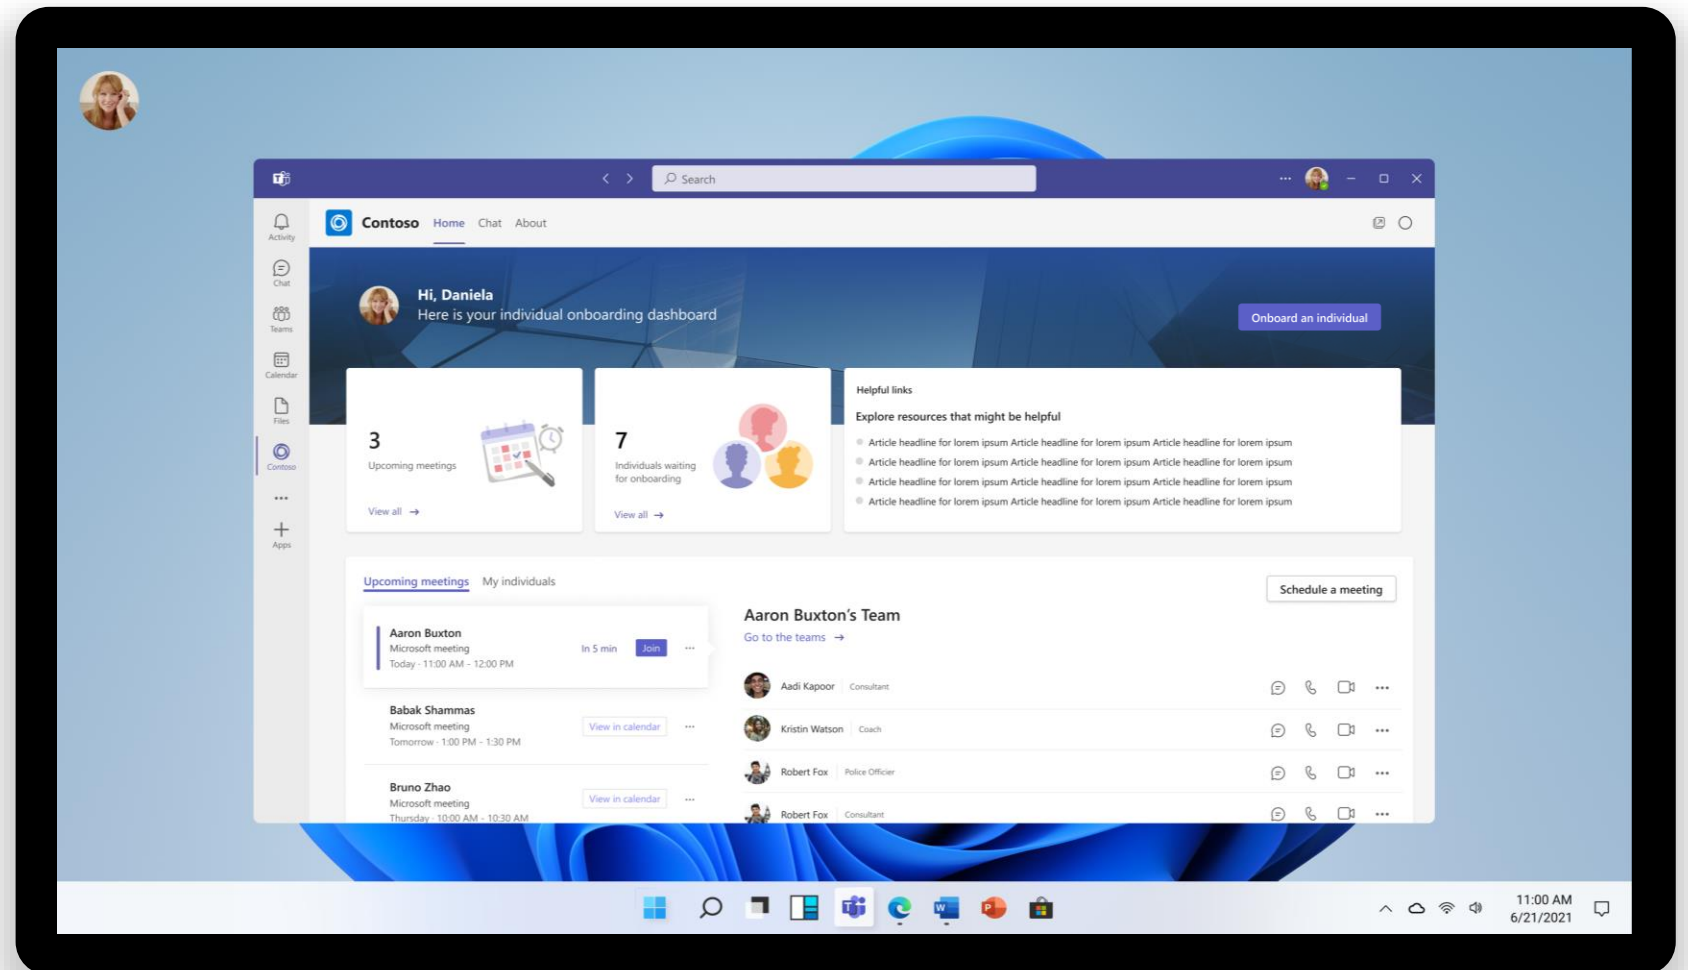 Search
Activity
Chat
Teams
Calendar
Files
Contoso
Apps
Contoso Home Chat About
Hi, Daniela
Here is your individual onboarding dashboard
Onboard an individual
3
Upcoming meetings
View all →
7
Individuals waiting
for onboarding
View all →
Helpful links
Explore resources that might be helpful
Article headline for lorem ipsum Article headline for lorem ipsum Article headline for lorem ipsum
Article headline for lorem ipsum Article headline for lorem ipsum Article headline for lorem ipsum
Article headline for lorem ipsum Article headline for lorem ipsum Article headline for lorem ipsum
Article headline for lorem ipsum Article headline for lorem ipsum Article headline for lorem ipsum
Upcoming meetings My individuals
Aaron Buxton
Microsoft meeting
Today · 11:00 AM - 12:00 PM
In 5 min Join
Babak Shammas
Microsoft meeting
Tomorrow · 1:00 PM - 1:30 PM
View in calendar
Bruno Zhao
Microsoft meeting
Thursday · 10:00 AM - 10:30 AM
View in calendar
Schedule a meeting
Aaron Buxton's Team
Go to the teams →
Aadi Kapoor Consultant
Kristin Watson Coach
Robert Fox Police Officier
Robert Fox Consultant
11:00 AM
6/21/2021